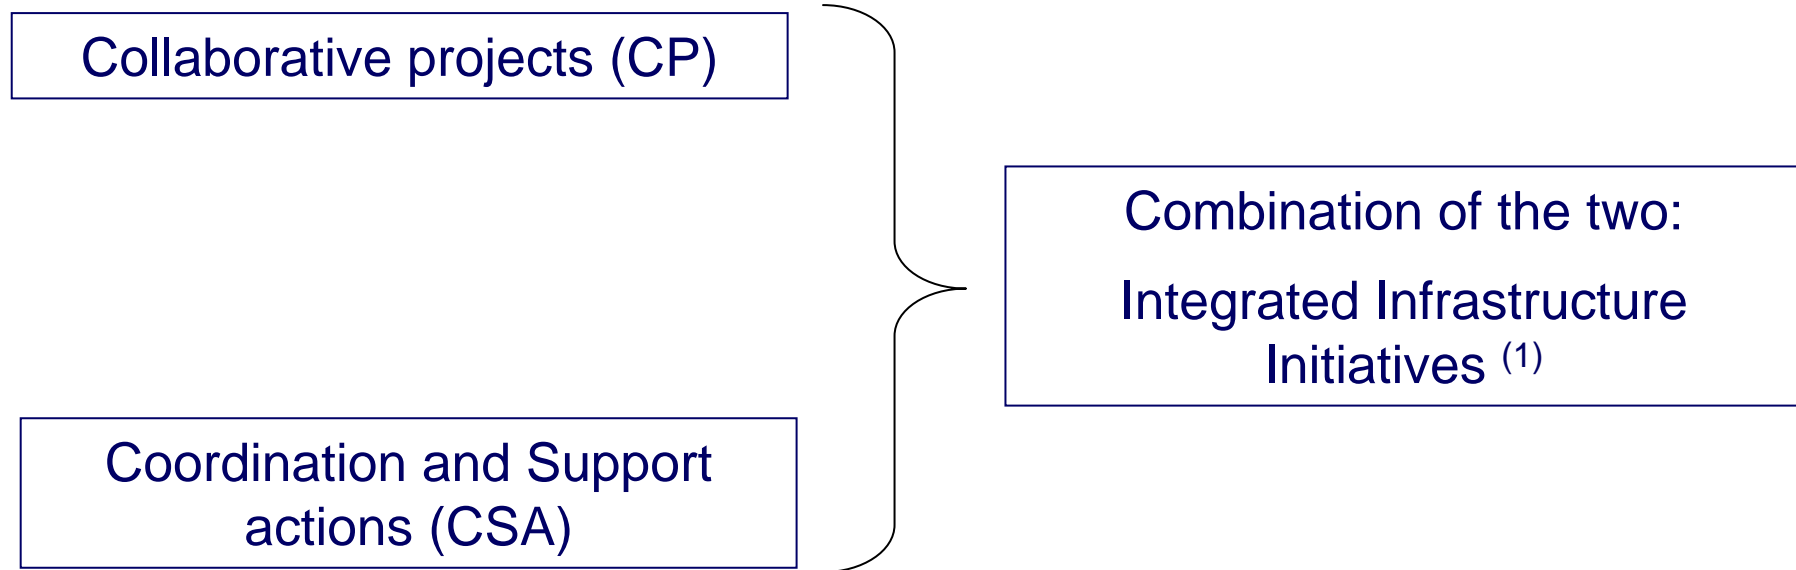 Collaborative projects (CP)
Combination of the two:
Integrated Infrastructure
Initiatives (1)
Coordination and Support
actions (CSA)